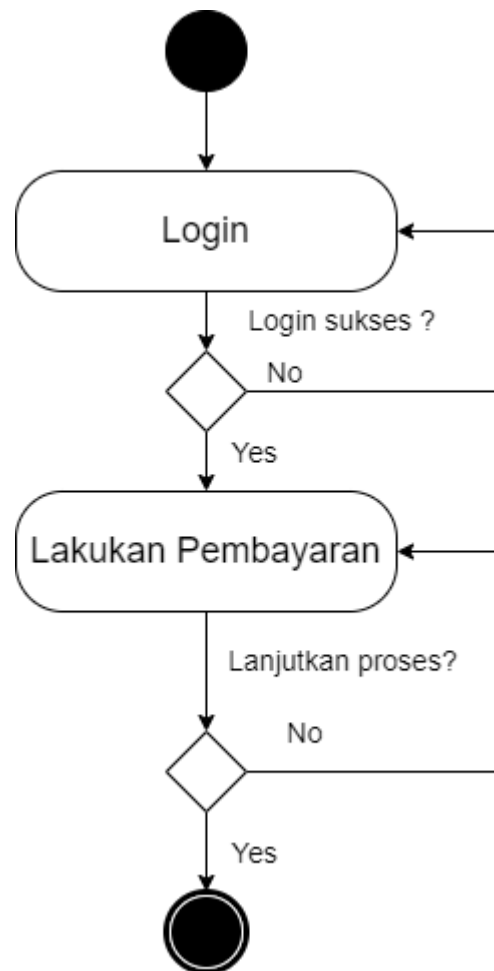 Login
Login sukses ?
No
Yes
Lakukan Pembayaran
Lanjutkan proses?
No
Yes